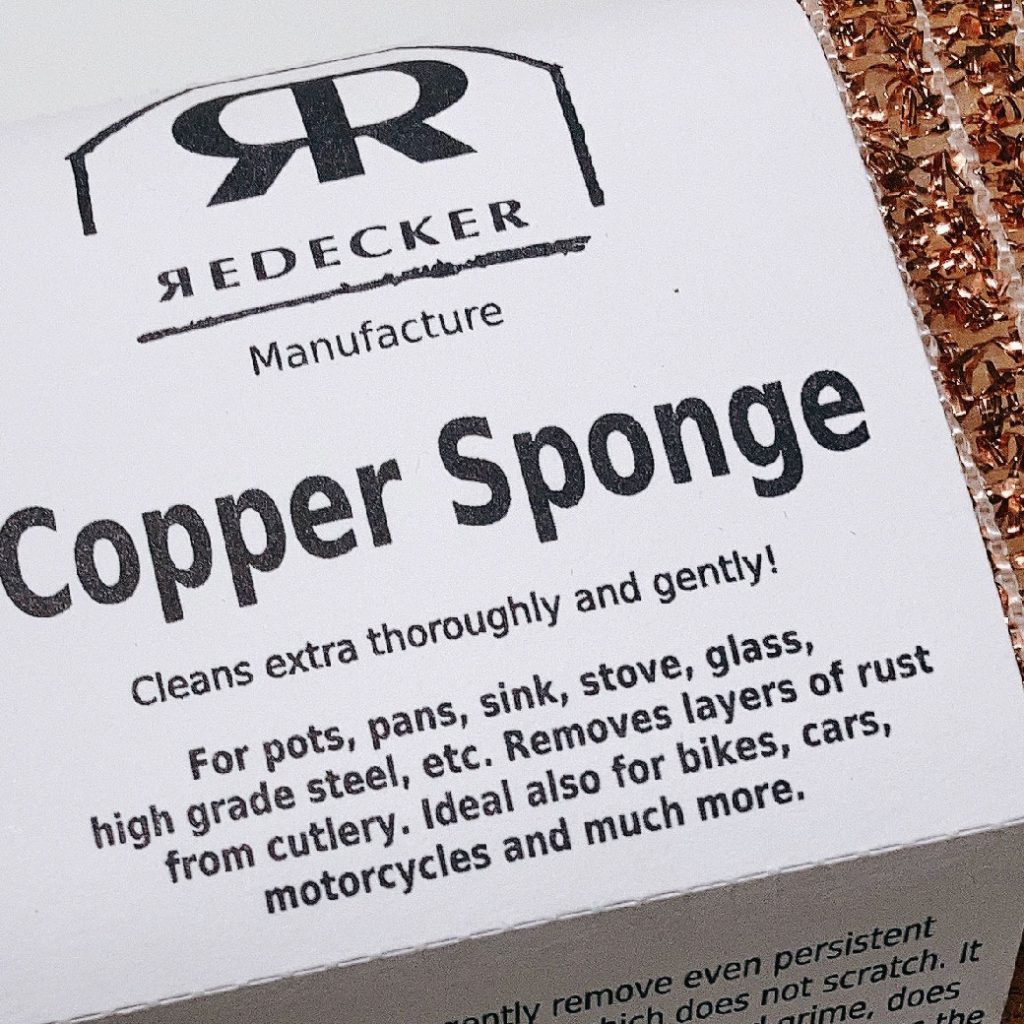 REDECKER
Manufacture
Copper Sponge
Cleans extra thoroughly and gently!
For pots, pans, sink, stove, glass,
high grade steel, etc. Removes layers of rust
from cutlery. Ideal also for bikes, cars,
motorcycles and much more.
remove even persistent
which does not scratch. It
grime, does
the